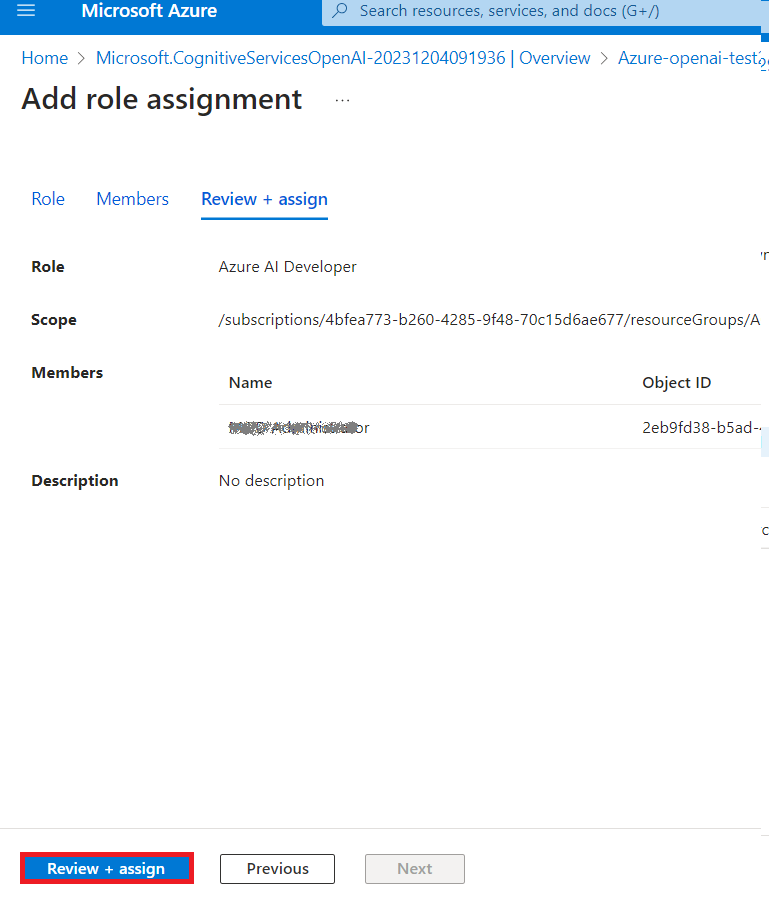 Microsoft Azure
Search resources, services, and docs (G+/)
Home > Microsoft.CognitiveServicesOpenAI-20231204091936 | Overview > Azure-openai-test
Add role assignment ...
Role Members Review + assign
Role Azure AI Developer
Scope /subscriptions/4bfea773-b260-4285-9f48-70c15d6ae677/resourceGroups/A
Members
Name Object ID
2eb9fd38-b5ad-
Description No description
Review + assign Previous Next